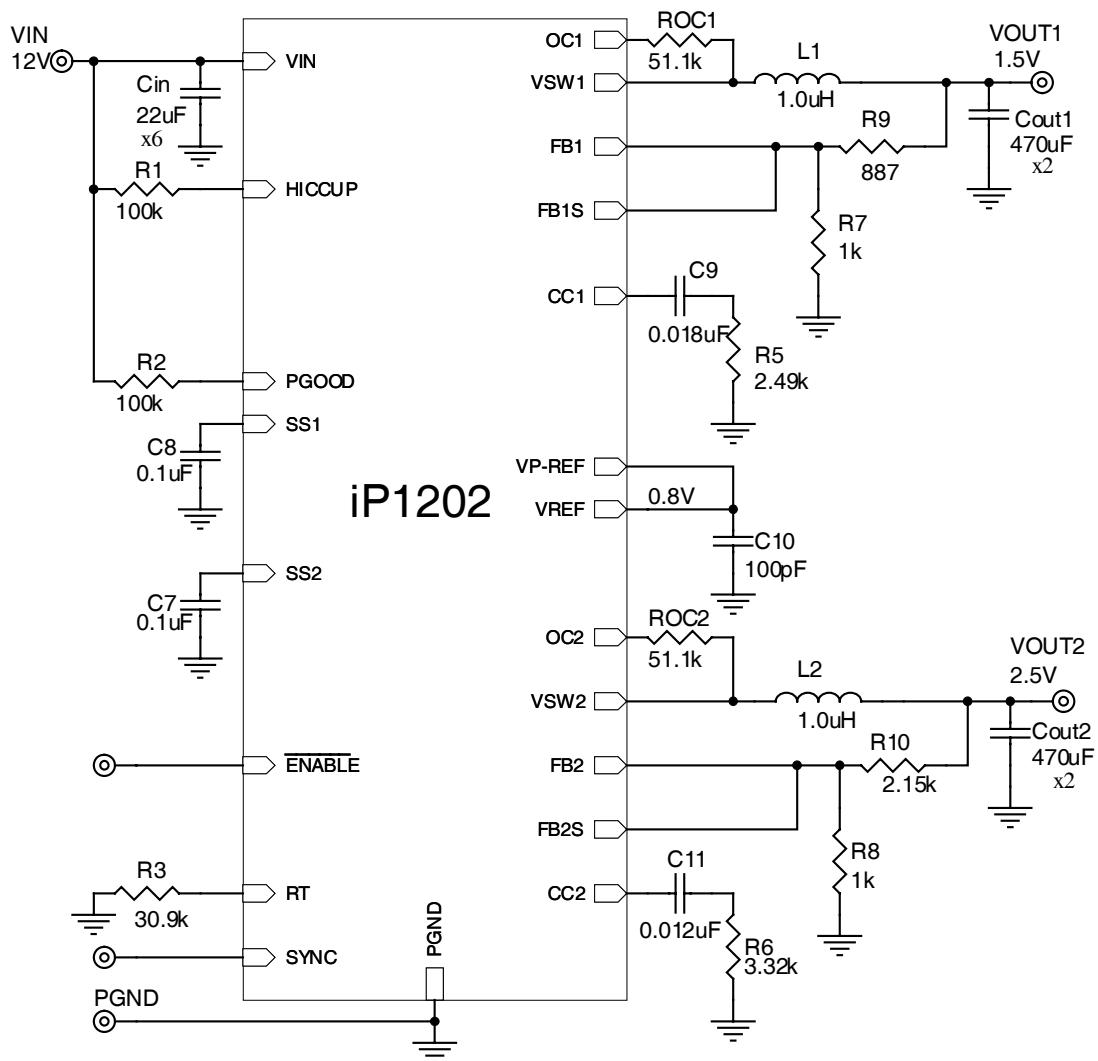 VIN
12V
Cin
22uF
x6
R1
100k
R2
100k
C8
0.1uF
C7
0.1uF
R3
30.9k
PGND
VIN
HICCUP
PGOOD
SS1
SS2
ENABLE
RT
SYNC
iP1202
PGND
OC1
VSW1
FB1
FB1S
CC1
VP-REF
VREF
OC2
VSW2
FB2
FB2S
CC2
ROC1
51.1k
L1
1.0uH
VOUT1
1.5V
Cout1
470uF
x2
R9
887
R7
1k
C9
0.018uF
R5
2.49k
0.8V
C10
100pF
ROC2
51.1k
L2
1.0uH
VOUT2
2.5V
Cout2
470uF
x2
R10
2.15k
R8
1k
C11
0.012uF
R6
3.32k